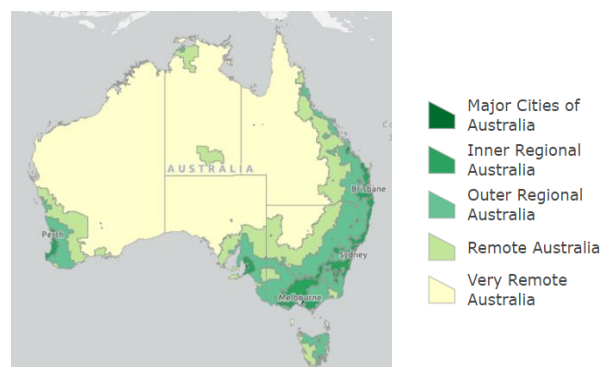 AUSTRALIA
Brisbane
Perth
Sydney
Melbourne
Major Cities of
Australia
Inner Regional
Australia
Outer Regional
Australia
Remote Australia
Very Remote
Australia